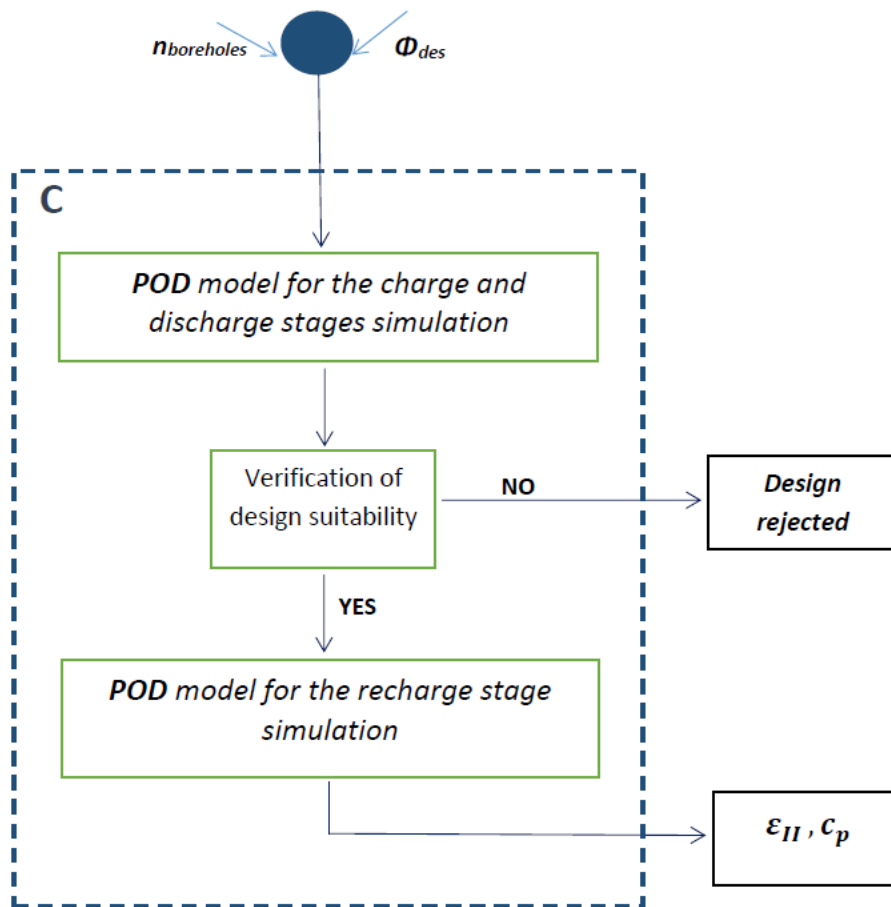 nboreholes
Φdes
C
POD model for the charge and
discharge stages simulation
Verification of
design suitability
NO
Design
rejected
YES
POD model for the recharge stage
simulation
εII , cp